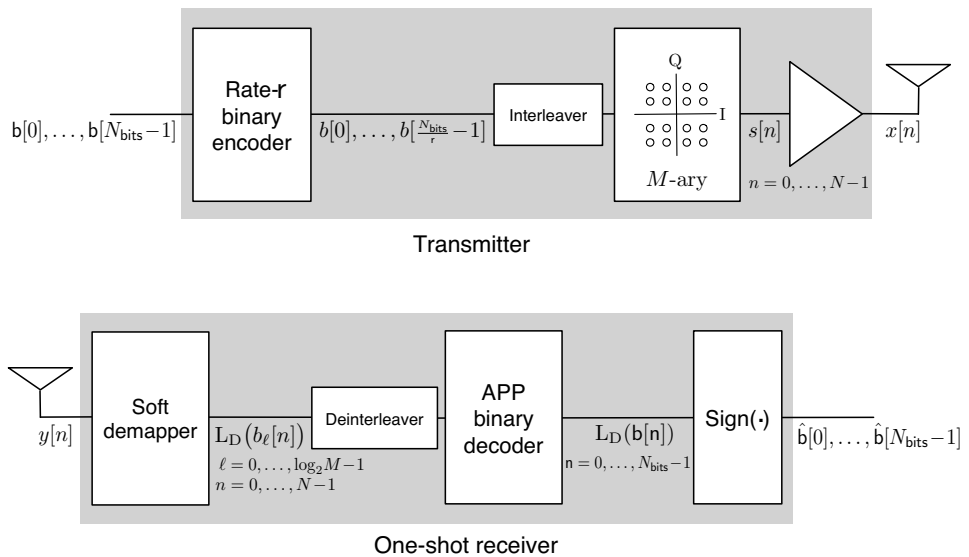 Rate-r
binary
encoder
b[0], . . . , b[N_bits−1]
b[0], . . . , b[N_bits/r −1]
Interleaver
Q
I
M-ary
s[n]
n = 0, . . . , N−1
x[n]
Transmitter
y[n]
Soft
demapper
L_D(b_ℓ[n])
ℓ = 0, . . . , log₂M−1
n = 0, . . . , N−1
Deinterleaver
APP
binary
decoder
L_D(b[n])
n = 0, . . . , N_bits−1
Sign(·)
b̂[0], . . . , b̂[N_bits−1]
One-shot receiver